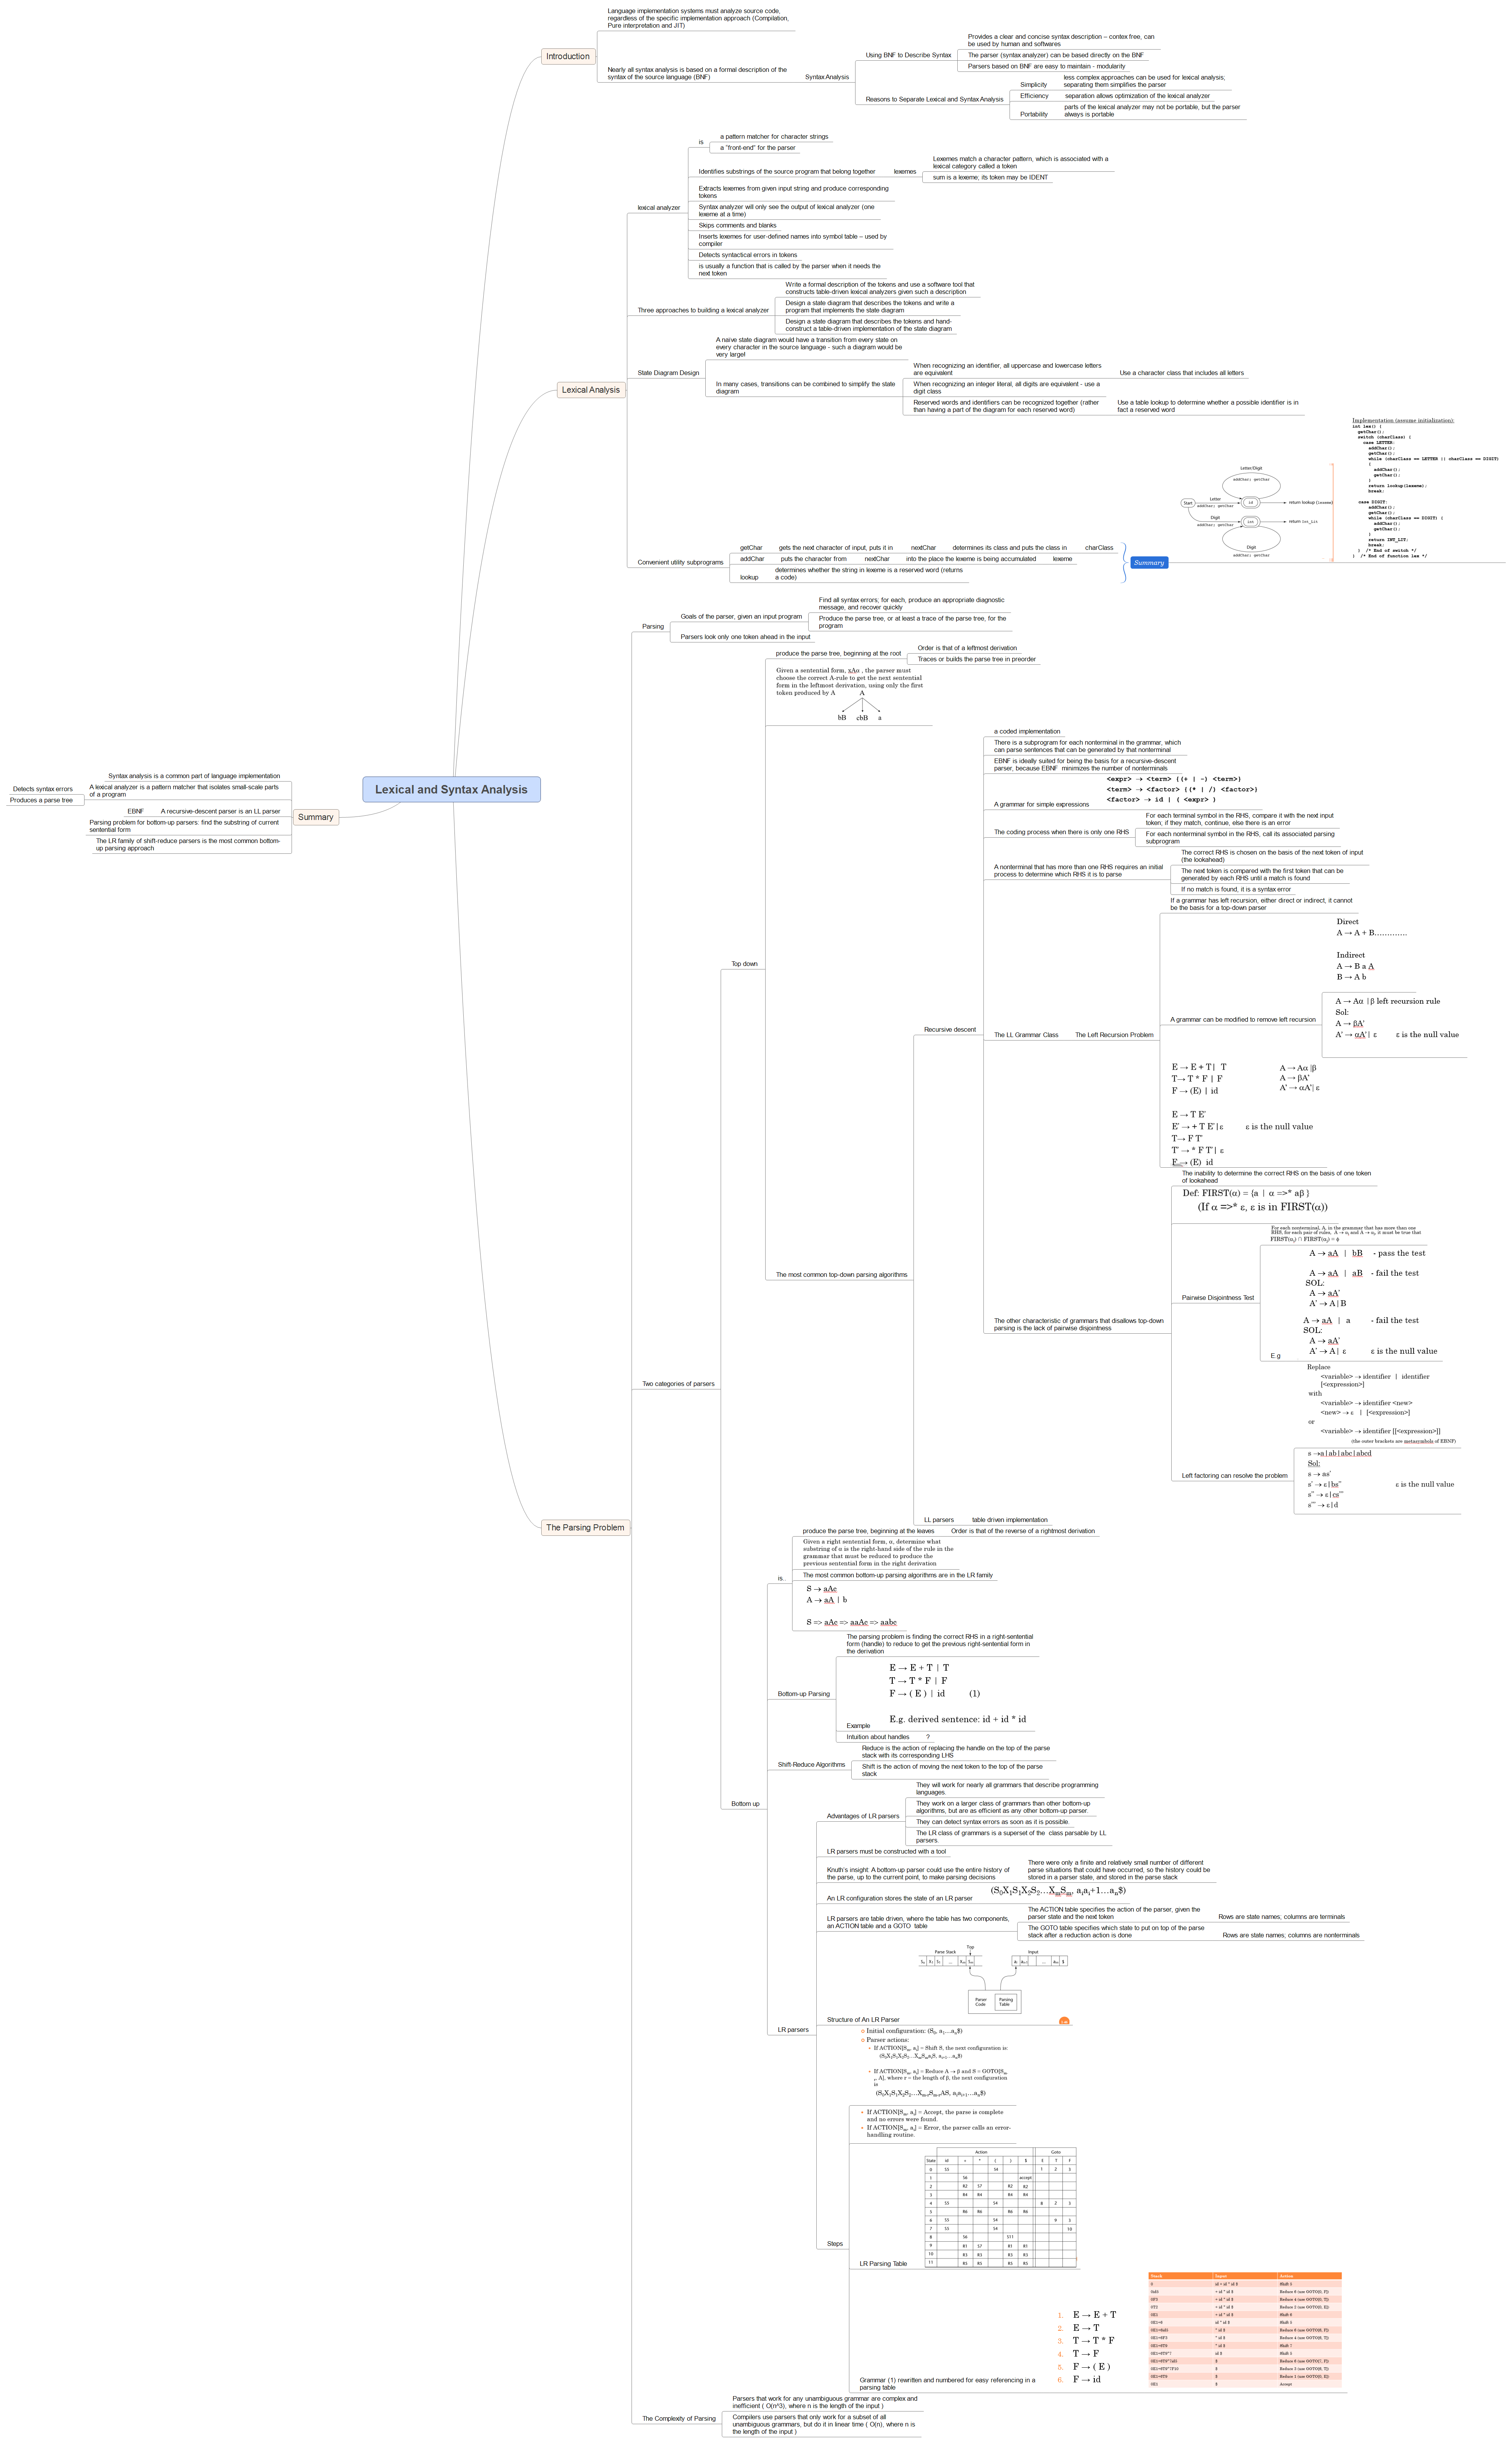 Language implementation systems must analyze source code,
regardless of the specific implementation approach (Compilation,
Pure interpretation and JIT)
Introduction
Nearly all syntax analysis is based on a formal description of the
syntax of the source language (BNF)
Syntax Analysis
Using BNF to Describe Syntax
Provides a clear and concise syntax description – contex free, can
be used by human and softwares
The parser (syntax analyzer) can be based directly on the BNF
Parsers based on BNF are easy to maintain - modularity
Reasons to Separate Lexical and Syntax Analysis
Simplicity
less complex approaches can be used for lexical analysis;
separating them simplifies the parser
Efficiency
separation allows optimization of the lexical analyzer
Portability
parts of the lexical analyzer may not be portable, but the parser
always is portable
Lexical Analysis
lexical analyzer
is
a pattern matcher for character strings
a "front-end" for the parser
Identifies substrings of the source program that belong together
lexemes
Lexemes match a character pattern, which is associated with a
lexical category called a token
sum is a lexeme; its token may be IDENT
Extracts lexemes from given input string and produce corresponding
tokens
Syntax analyzer will only see the output of lexical analyzer (one
lexeme at a time)
Skips comments and blanks
Inserts lexemes for user-defined names into symbol table – used by
compiler
Detects syntactical errors in tokens
is usually a function that is called by the parser when it needs the
next token
Three approaches to building a lexical analyzer
Write a formal description of the tokens and use a software tool that
constructs table-driven lexical analyzers given such a description
Design a state diagram that describes the tokens and write a
program that implements the state diagram
Design a state diagram that describes the tokens and hand-
construct a table-driven implementation of the state diagram
State Diagram Design
A naïve state diagram would have a transition from every state on
every character in the source language - such a diagram would be
very large!
In many cases, transitions can be combined to simplify the state
diagram
When recognizing an identifier, all uppercase and lowercase letters
are equivalent
Use a character class that includes all letters
When recognizing an integer literal, all digits are equivalent - use a
digit class
Reserved words and identifiers can be recognized together (rather
than having a part of the diagram for each reserved word)
Use a table lookup to determine whether a possible identifier is in
fact a reserved word
Convenient utility subprograms
getChar
gets the next character of input, puts it in
nextChar
determines its class and puts the class in
charClass
addChar
puts the character from
nextChar
into the place the lexeme is being accumulated
lexeme
lookup
determines whether the string in lexeme is a reserved word (returns
a code)
Summary
Letter/Digit
addChar; getChar
Start
Letter
addChar; getChar
id
return lookup (lexeme)
Digit
addChar; getChar
int
return Int_Lit
Digit
addChar; getChar
Implementation (assume initialization):
int lex() {
getChar();
switch (charClass) {
case LETTER:
addChar();
getChar();
while (charClass == LETTER || charClass == DIGIT)
{
addChar();
getChar();
}
return lookup(lexeme);
break;
case DIGIT:
addChar();
getChar();
while (charClass == DIGIT) {
addChar();
getChar();
}
return INT_LIT;
break;
} /* End of switch */
} /* End of function lex */
Lexical and Syntax Analysis
Summary
Syntax analysis is a common part of language implementation
A lexical analyzer is a pattern matcher that isolates small-scale parts
of a program
Detects syntax errors
Produces a parse tree
A recursive-descent parser is an LL parser
EBNF
Parsing problem for bottom-up parsers: find the substring of current
sentential form
The LR family of shift-reduce parsers is the most common bottom-
up parsing approach
The Parsing Problem
Parsing
Goals of the parser, given an input program
Find all syntax errors; for each, produce an appropriate diagnostic
message, and recover quickly
Produce the parse tree, or at least a trace of the parse tree, for the
program
Parsers look only one token ahead in the input
Two categories of parsers
Top down
produce the parse tree, beginning at the root
Order is that of a leftmost derivation
Traces or builds the parse tree in preorder
Given a sentential form, xAα , the parser must
choose the correct A-rule to get the next sentential
form in the leftmost derivation, using only the first
token produced by A
A
bB cbB a
The most common top-down parsing algorithms
Recursive descent
a coded implementation
There is a subprogram for each nonterminal in the grammar, which
can parse sentences that can be generated by that nonterminal
EBNF is ideally suited for being the basis for a recursive-descent
parser, because EBNF minimizes the number of nonterminals
A grammar for simple expressions
<expr> → <term> {(+ | -) <term>}
<term> → <factor> {(* | /) <factor>}
<factor> → id | ( <expr> )
The coding process when there is only one RHS
For each terminal symbol in the RHS, compare it with the next input
token; if they match, continue, else there is an error
For each nonterminal symbol in the RHS, call its associated parsing
subprogram
A nonterminal that has more than one RHS requires an initial
process to determine which RHS it is to parse
The correct RHS is chosen on the basis of the next token of input
(the lookahead)
The next token is compared with the first token that can be
generated by each RHS until a match is found
If no match is found, it is a syntax error
The LL Grammar Class
The Left Recursion Problem
If a grammar has left recursion, either direct or indirect, it cannot
be the basis for a top-down parser
A grammar can be modified to remove left recursion
Direct
A → A + B.............
Indirect
A → B a A
B → A b
A → Aα |β left recursion rule
Sol:
A → βA'
A' → αA'| ε ε is the null value
E → E + T| T
T→ T * F | F
F → (E) | id
A → Aα |β
A → βA'
A' → αA'| ε
E → T E'
E' → + T E'|ε ε is the null value
T→ F T'
T' → * F T'| ε
F → (E) id
The other characteristic of grammars that disallows top-down
parsing is the lack of pairwise disjointness
The inability to determine the correct RHS on the basis of one token
of lookahead
Def: FIRST(α) = {a | α =>* aβ }
(If α =>* ε, ε is in FIRST(α))
Pairwise Disjointness Test
For each nonterminal, A, in the grammar that has more than one
RHS, for each pair of rules, A → αi and A → αj, it must be true that
FIRST(αi) ∩ FIRST(αj) = ϕ
E.g
A → aA | bB - pass the test
A → aA | aB - fail the test
SOL:
A → aA'
A' → A|B
A → aA | a - fail the test
SOL:
A → aA'
A' → A| ε ε is the null value
Left factoring can resolve the problem
Replace
<variable> → identifier | identifier
[<expression>]
with
<variable> → identifier <new>
<new> → ε | [<expression>]
or
<variable> → identifier [[<expression>]]
(the outer brackets are metasymbols of EBNF)
s →a|ab|abc|abcd
Sol:
s → as'
s' → ε|bs'' ε is the null value
s'' → ε|cs'''
s''' → ε|d
LL parsers
table driven implementation
Bottom up
is..
produce the parse tree, beginning at the leaves
Order is that of the reverse of a rightmost derivation
Given a right sentential form, α, determine what
substring of α is the right-hand side of the rule in the
grammar that must be reduced to produce the
previous sentential form in the right derivation
The most common bottom-up parsing algorithms are in the LR family
S → aAc
A → aA | b
S => aAc => aaAc => aabc
Bottom-up Parsing
The parsing problem is finding the correct RHS in a right-sentential
form (handle) to reduce to get the previous right-sentential form in
the derivation
Example
E → E + T | T
T → T * F | F
F → ( E ) | id (1)
E.g. derived sentence: id + id * id
Intuition about handles
?
Shift-Reduce Algorithms
Reduce is the action of replacing the handle on the top of the parse
stack with its corresponding LHS
Shift is the action of moving the next token to the top of the parse
stack
LR parsers
Advantages of LR parsers
They will work for nearly all grammars that describe programming
languages.
They work on a larger class of grammars than other bottom-up
algorithms, but are as efficient as any other bottom-up parser.
They can detect syntax errors as soon as it is possible.
The LR class of grammars is a superset of the class parsable by LL
parsers.
LR parsers must be constructed with a tool
Knuth's insight: A bottom-up parser could use the entire history of
the parse, up to the current point, to make parsing decisions
There were only a finite and relatively small number of different
parse situations that could have occurred, so the history could be
stored in a parser state, and stored in the parse stack
An LR configuration stores the state of an LR parser
(S0X1S1X2S2…XmSm, aiai+1…an$)
LR parsers are table driven, where the table has two components,
an ACTION table and a GOTO table
The ACTION table specifies the action of the parser, given the
parser state and the next token
Rows are state names, columns are terminals
The GOTO table specifies which state to put on top of the parse
stack after a reduction action is done
Rows are state names; columns are nonterminals
Structure of An LR Parser
Top
Parse Stack
S0 X1 S1 ... Xm Sm
Input
ai ai+1 ... an $
Parser
Code
Parsing
Table
Steps
Initial configuration: (S0, a1…an$)
Parser actions:
If ACTION[Sm, ai] = Shift S, the next configuration is:
(S0X1S1X2S2…XmSmaiS, ai+1…an$)
If ACTION[Sm, ai] = Reduce A → β and S = GOTO[Sm-
r, A], where r = the length of β, the next configuration
is
(S0X1S1X2S2…Xm-rSm-rAS, aiai+1…an$)
If ACTION[Sm, ai] = Accept, the parse is complete
and no errors were found.
If ACTION[Sm, ai] = Error, the parser calls an error-
handling routine.
LR Parsing Table
Action Goto
State id + * ( ) $ E T F
0 S5 S4 1 2 3
1 S6 accept
2 R2 S7 R2 R2
3 R4 R4 R4 R4
4 S5 S4 8 2 3
5 R6 R6 R6 R6
6 S5 S4 9 3
7 S5 S4 10
8 S6 S11
9 R1 S7 R1 R1
10 R3 R3 R3 R3
11 R5 R5 R5 R5
Grammar (1) rewritten and numbered for easy referencing in a
parsing table
1. E → E + T
2. E → T
3. T → T * F
4. T → F
5. F → ( E )
6. F → id
Stack Input Action
0 id + id * id $ Shift 5
0id5 + id * id $ Reduce 6 (use GOTO[0, F])
0F3 + id * id $ Reduce 4 (use GOTO[0, T])
0T2 + id * id $ Reduce 2 (use GOTO[0, E])
0E1 + id * id $ Shift 6
0E1+6 id * id $ Shift 5
0E1+6id5 * id $ Reduce 6 (use GOTO[6, F])
0E1+6F3 * id $ Reduce 4 (use GOTO[6, T])
0E1+6T9 * id $ Shift 7
0E1+6T9*7 id $ Shift 5
0E1+6T9*7id5 $ Reduce 6 (use GOTO[7, F])
0E1+6T9*7F10 $ Reduce 3 (use GOTO[6, T])
0E1+6T9 $ Reduce 1 (use GOTO[0, E])
0E1 $ Accept
The Complexity of Parsing
Parsers that work for any unambiguous grammar are complex and
inefficient ( O(n^3), where n is the length of the input )
Compilers use parsers that only work for a subset of all
unambiguous grammars, but do it in linear time ( O(n), where n is
the length of the input )